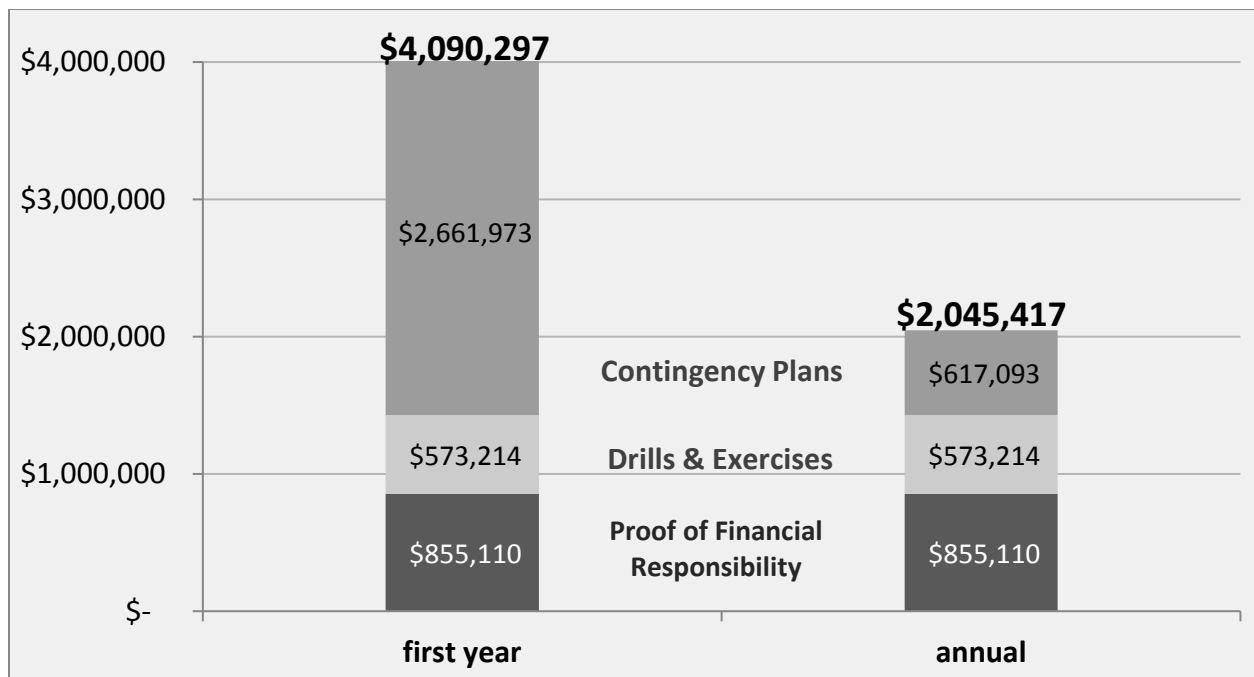 $4,090,297
$4,000,000
$3,000,000
$2,661,973
$2,045,417
$2,000,000
Contingency Plans
$617,093
$573,214
Drills & Exercises
$573,214
$1,000,000
Proof of Financial
Responsibility
$855,110
$855,110
$-
first year
annual